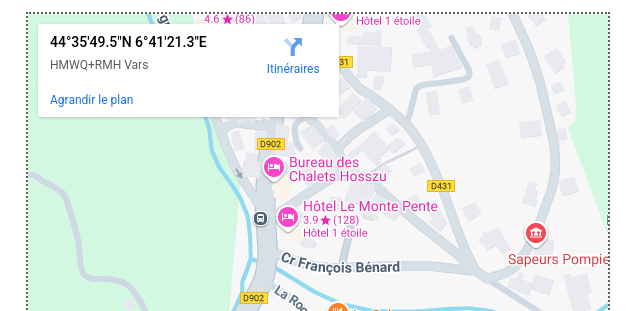 4.6 ★ (86)
Hôtel 1 étoile
44°35'49.5"N 6°41'21.3"E
HMWQ+RMH Vars
Itinéraires
Agrandir le plan
31
D902
Bureau des
Chalets Hosszu
D431
Hôtel Le Monte Pente
3.9 ★ (128)
Hôtel 1 étoile
Sapeurs Pompie
Cr François Bénard
D902
La Roc